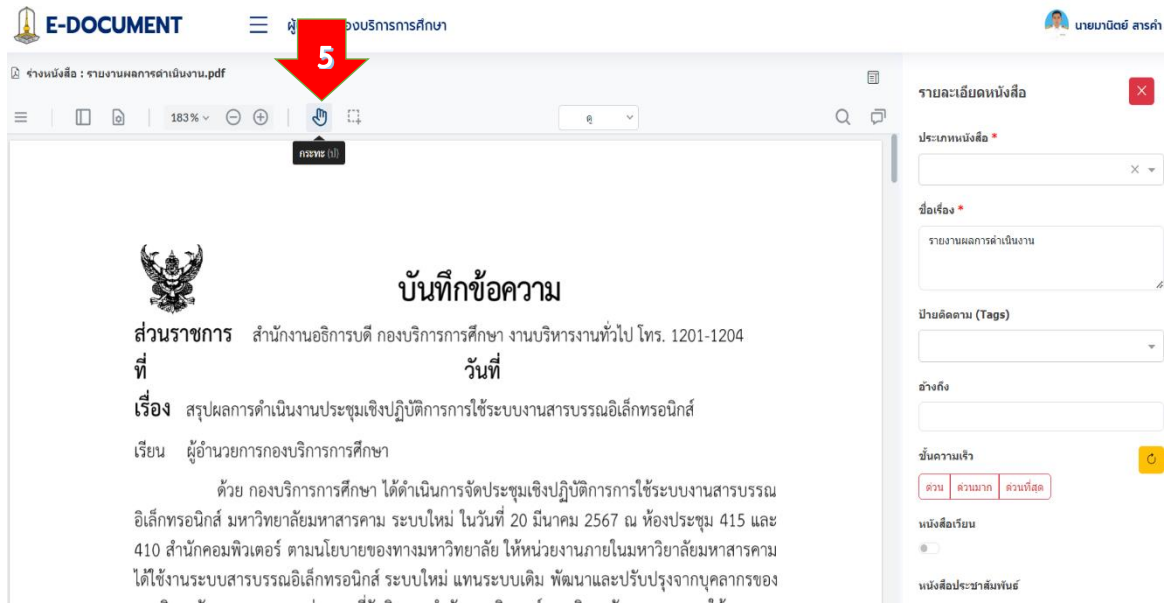 E-DOCUMENT
องบริการการศึกษา
นายมานิตย์ สารคำ
5
ร่างหนังสือ : รายงานผลการดำเนินงาน.pdf
183%
ดู
กระทะ (ป)
บันทึกข้อความ
ส่วนราชการ สำนักงานอธิการบดี กองบริการการศึกษา งานบริหารงานทั่วไป โทร. 1201-1204
ที่ วันที่
เรื่อง สรุปผลการดำเนินงานประชุมเชิงปฏิบัติการการใช้ระบบงานสารบรรณอิเล็กทรอนิกส์
เรียน ผู้อำนวยการกองบริการการศึกษา
ด้วย กองบริการการศึกษา ได้ดำเนินการจัดประชุมเชิงปฏิบัติการการใช้ระบบงานสารบรรณ
อิเล็กทรอนิกส์ มหาวิทยาลัยมหาสารคาม ระบบใหม่ ในวันที่ 20 มีนาคม 2567 ณ ห้องประชุม 415 และ
410 สำนักคอมพิวเตอร์ ตามนโยบายของทางมหาวิทยาลัย ให้หน่วยงานภายในมหาวิยาลัยมหาสารคาม
ได้ใช้งานระบบสารบรรณอิเล็กทรอนิกส์ ระบบใหม่ แทนระบบเดิม พัฒนาและปรับปรุงจากบุคลากรของ
รายละเอียดหนังสือ
ประเภทหนังสือ *
ชื่อเรื่อง *
รายงานผลการดำเนินงาน
ป้ายติดตาม (Tags)
อ้างถึง
ชั้นความเร็ว
ด่วน ด่วนมาก ด่วนที่สุด
หนังสือเวียน
หนังสือประชาสัมพันธ์